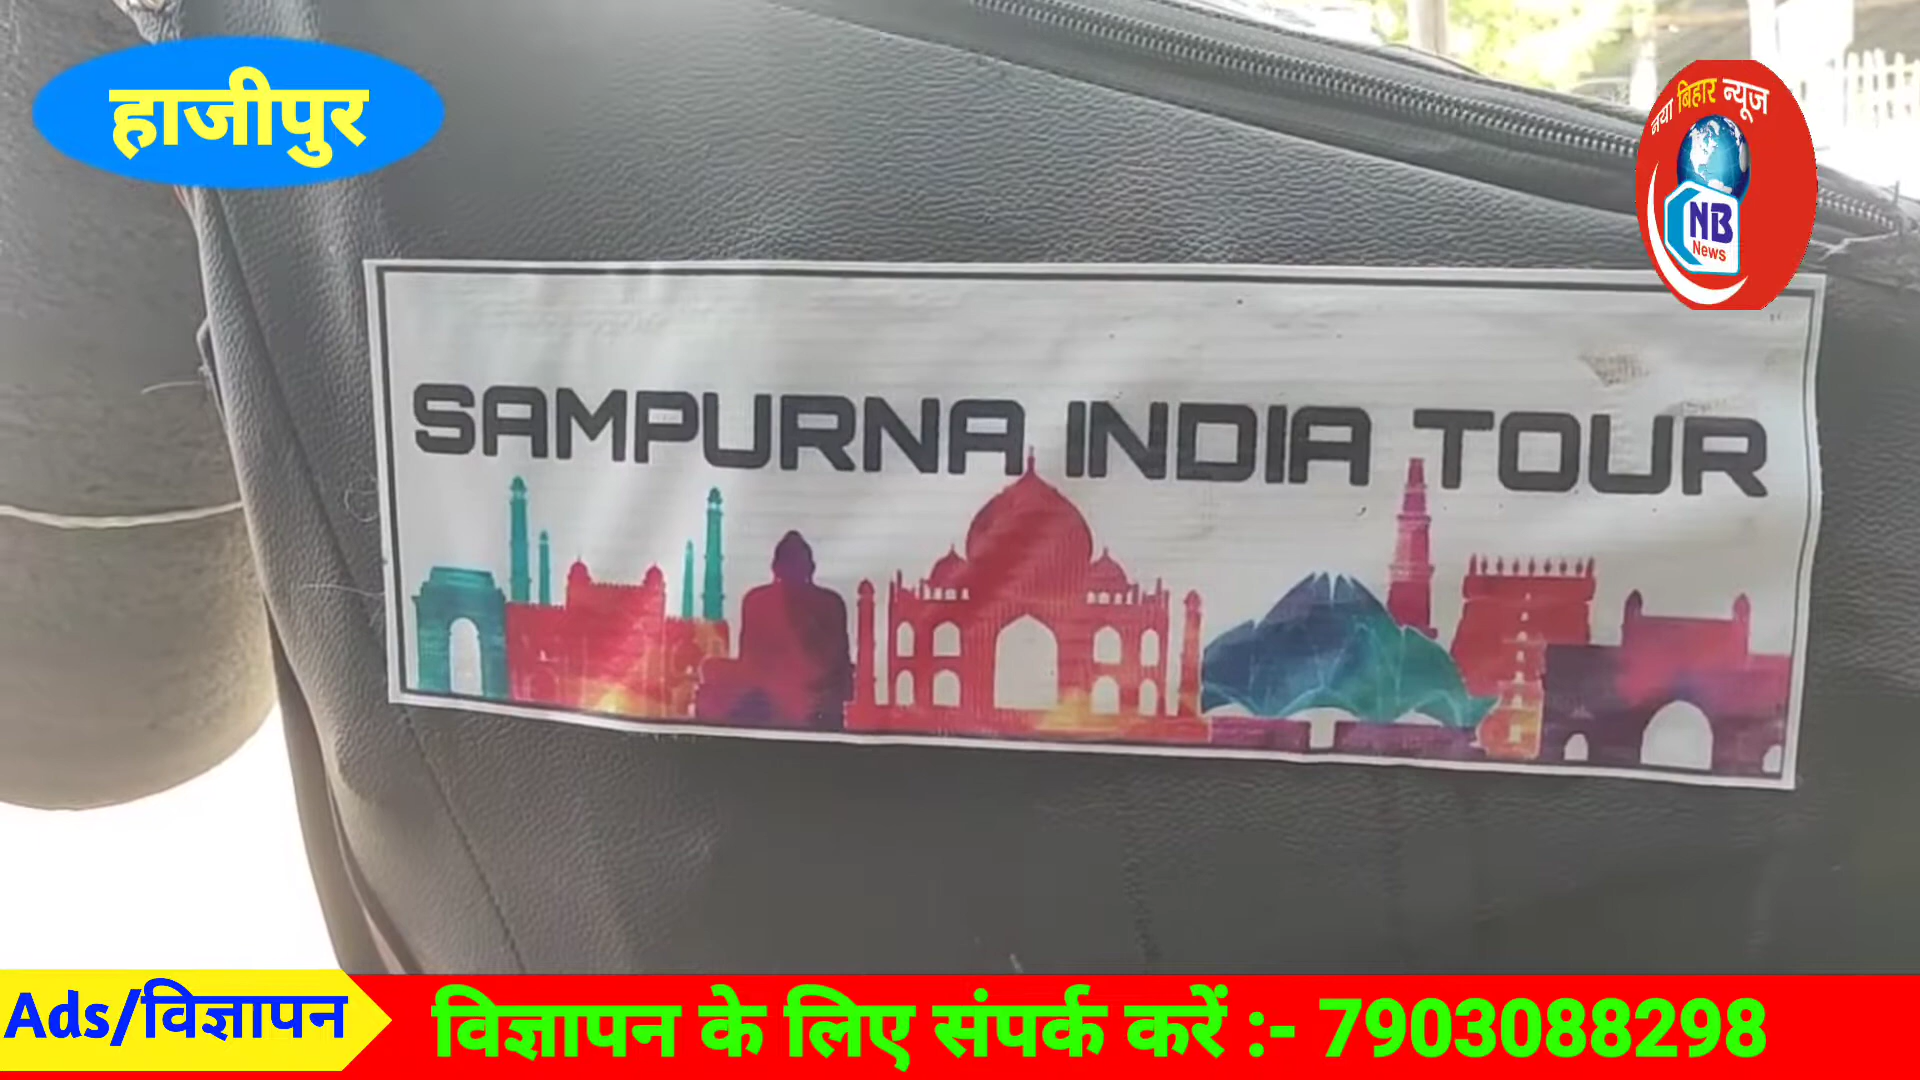 हाजीपुर
नया बिहार न्यूज
NB
News
SAMPURNA INDIA TOUR
Ads/विज्ञापन
विज्ञापन के लिए संपर्क करें :- 7903088298